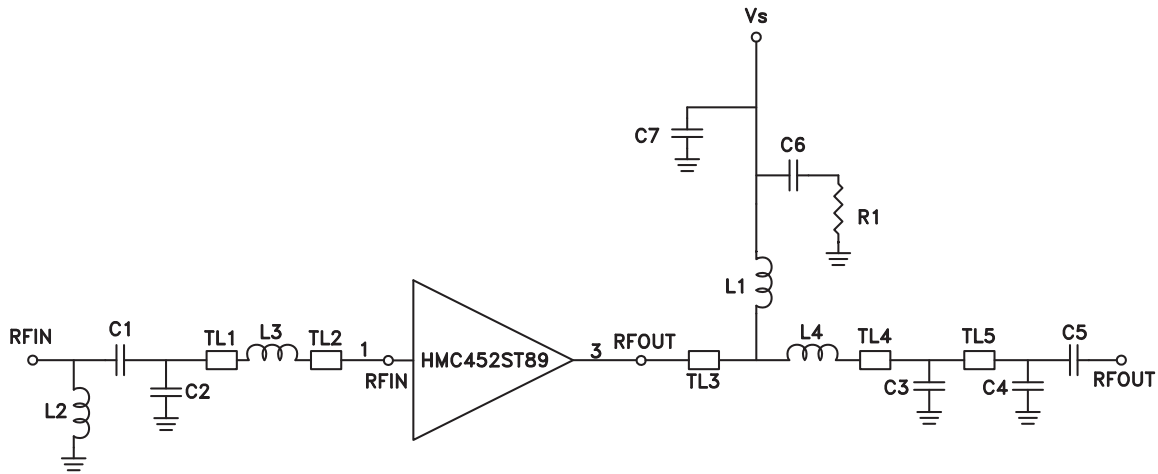 Vs
C7
C6
R1
L1
RFIN
C1
TL1
L3
TL2
1
RFIN
HMC452ST89
3
RFOUT
TL3
L4
TL4
TL5
C5
RFOUT
L2
C2
C3
C4